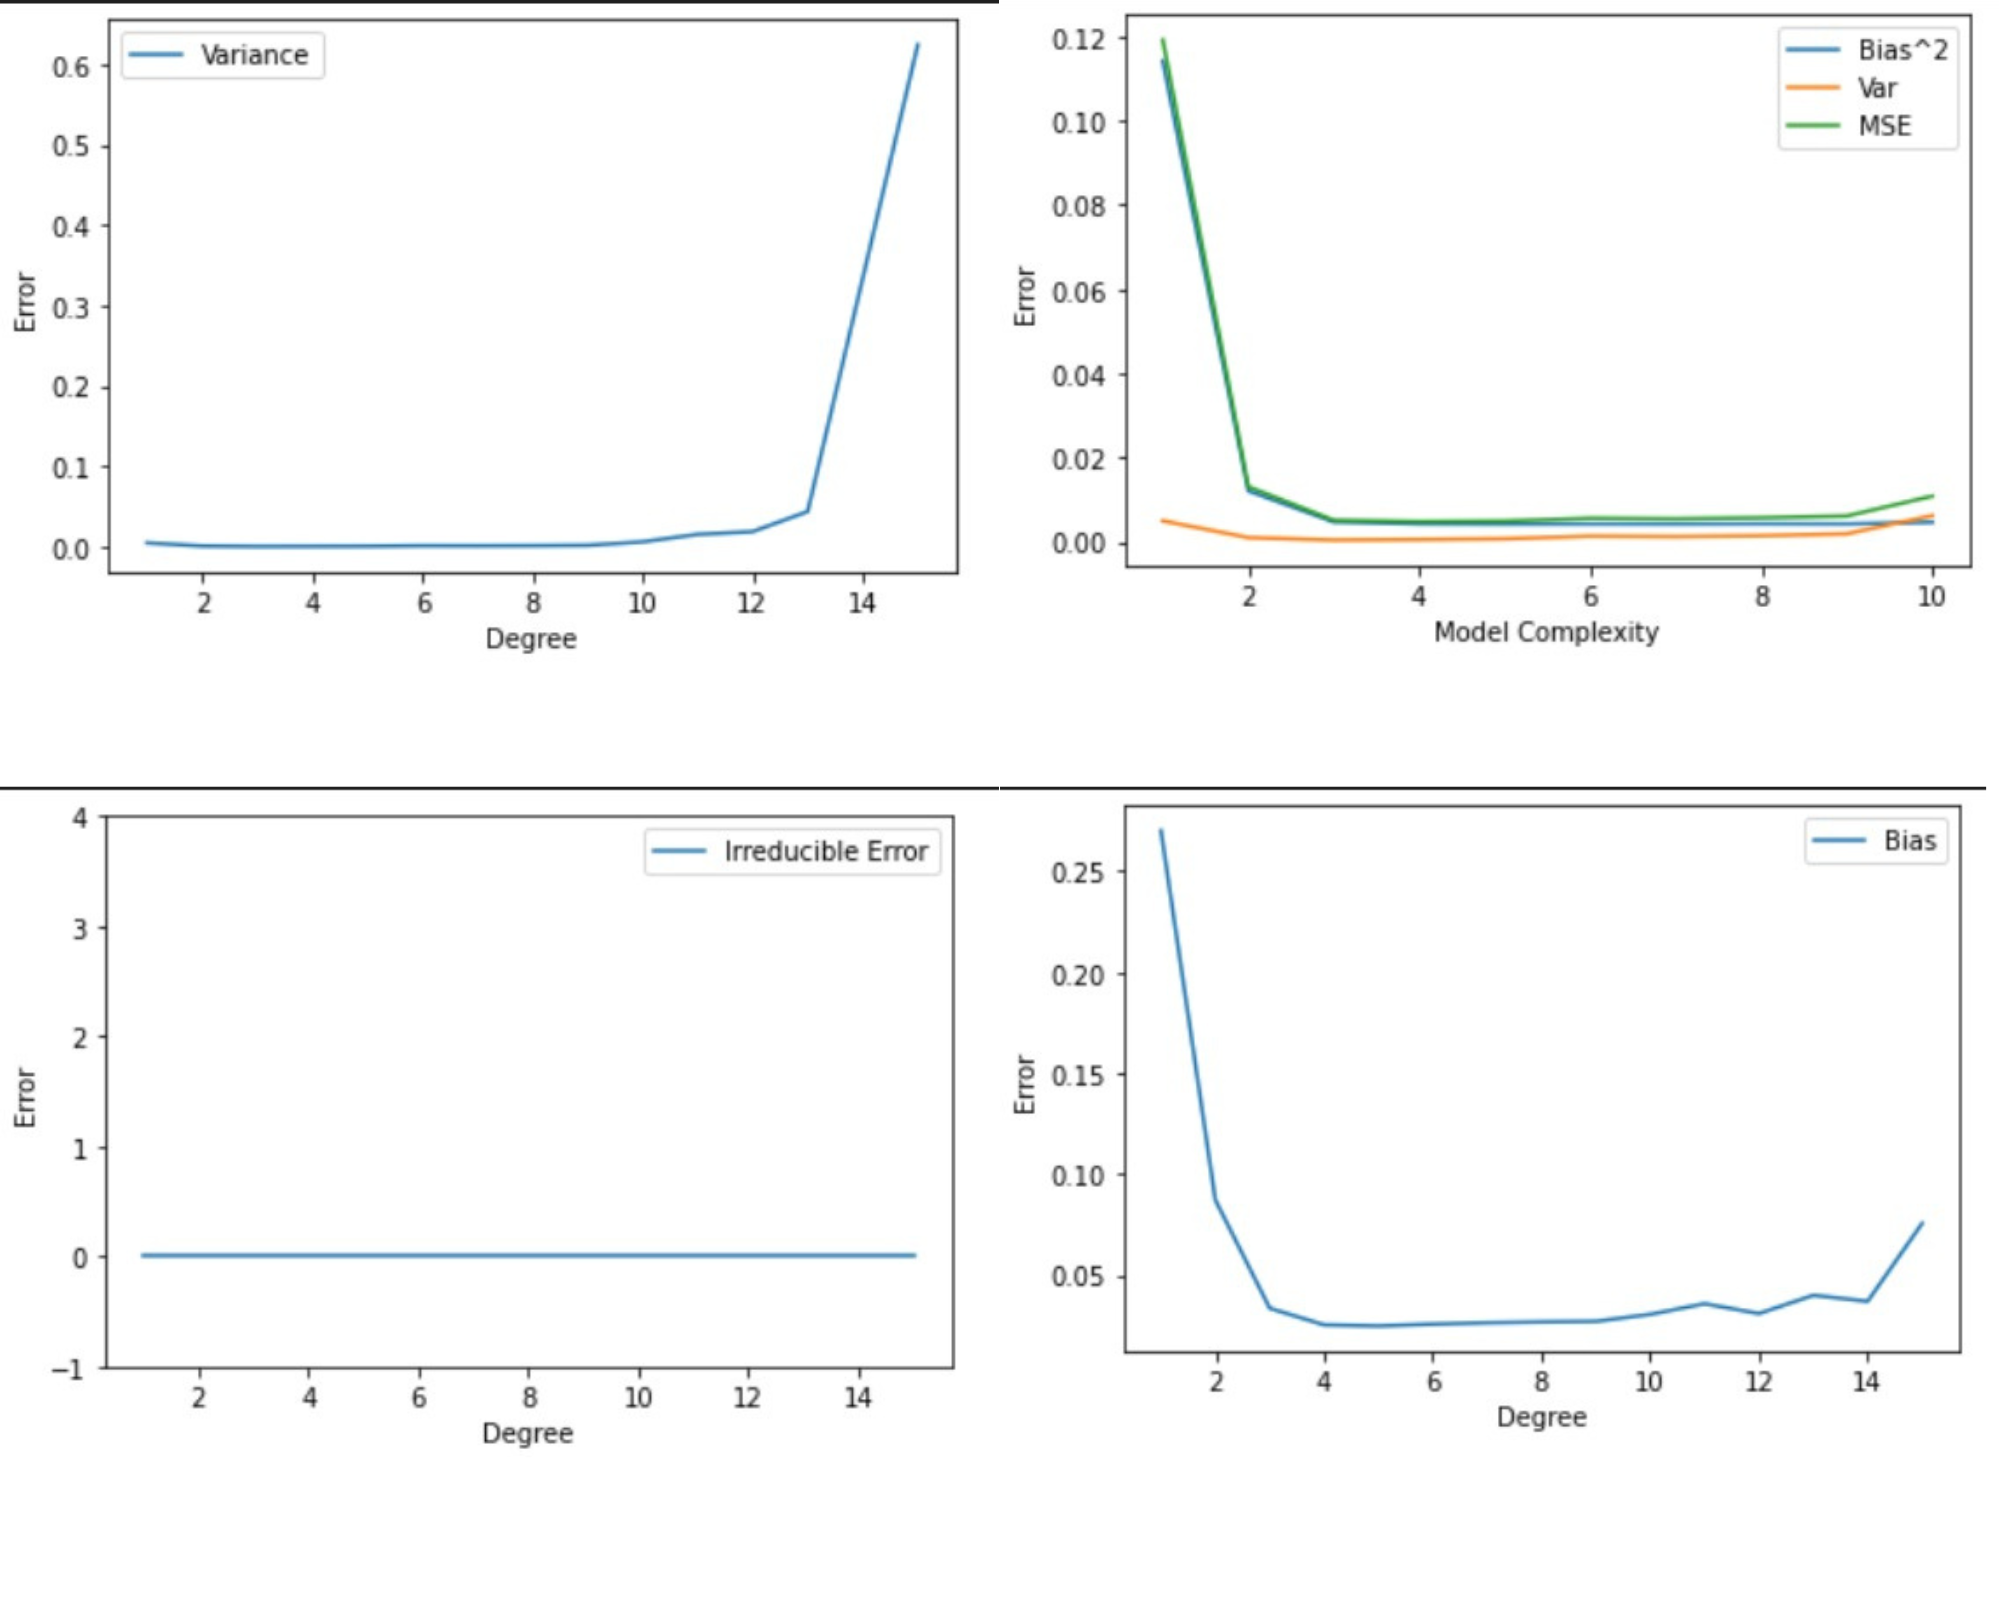 Variance
0.6
0.5
0.4
0.3
0.2
0.1
0.0
Error
2 4 6 8 10 12 14
Degree
Bias^2
Var
MSE
0.12
0.10
0.08
0.06
0.04
0.02
0.00
Error
2 4 6 8 10
Model Complexity
Irreducible Error
4
3
2
1
0
−1
Error
2 4 6 8 10 12 14
Degree
Bias
0.25
0.20
0.15
0.10
0.05
Error
2 4 6 8 10 12 14
Degree